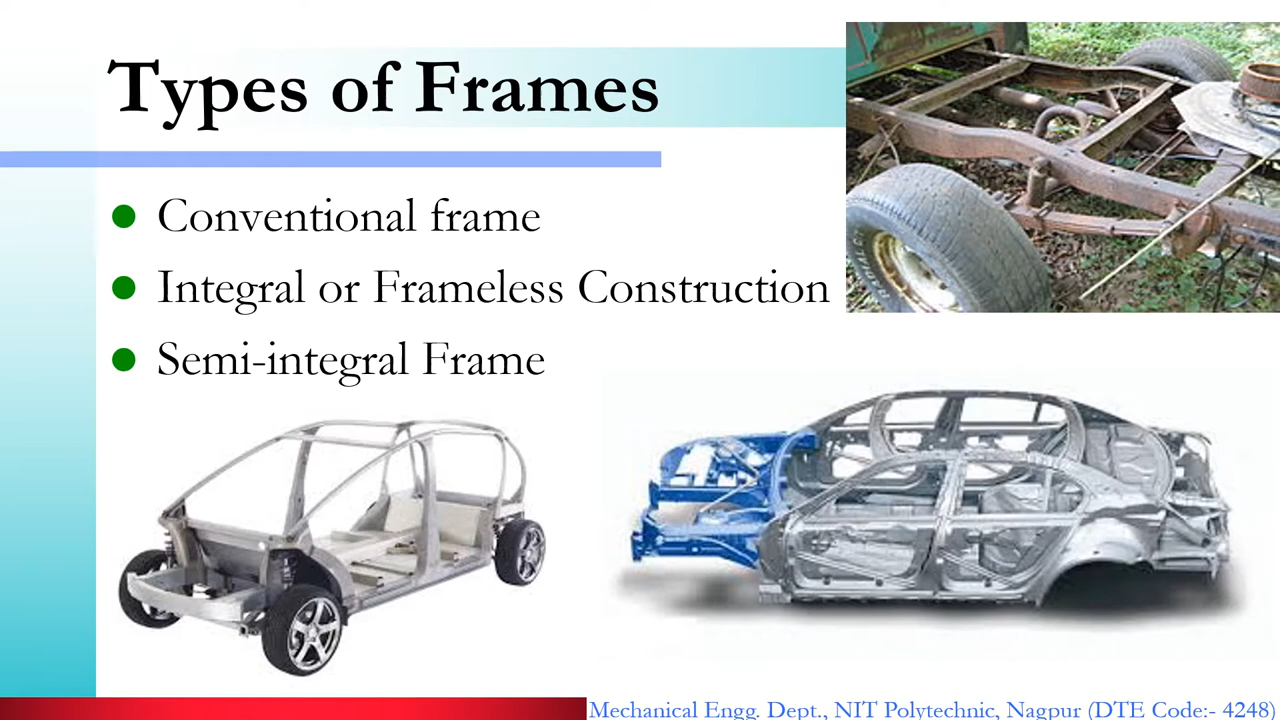 Types of Frames
Conventional frame
Integral or Frameless Construction
Semi-integral Frame
Mechanical Engg. Dept., NIT Polytechnic, Nagpur (DTE Code:- 4248)